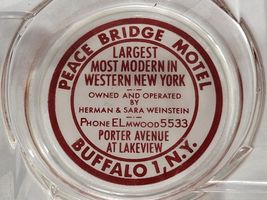 PEACE BRIDGE MOTEL
LARGEST
MOST MODERN IN
WESTERN NEW YORK
OWNED AND OPERATED
BY
HERMAN & SARA WEINSTEIN
PHONE ELMWOOD 5533
PORTER AVENUE
AT LAKEVIEW
BUFFALO 1, N.Y.